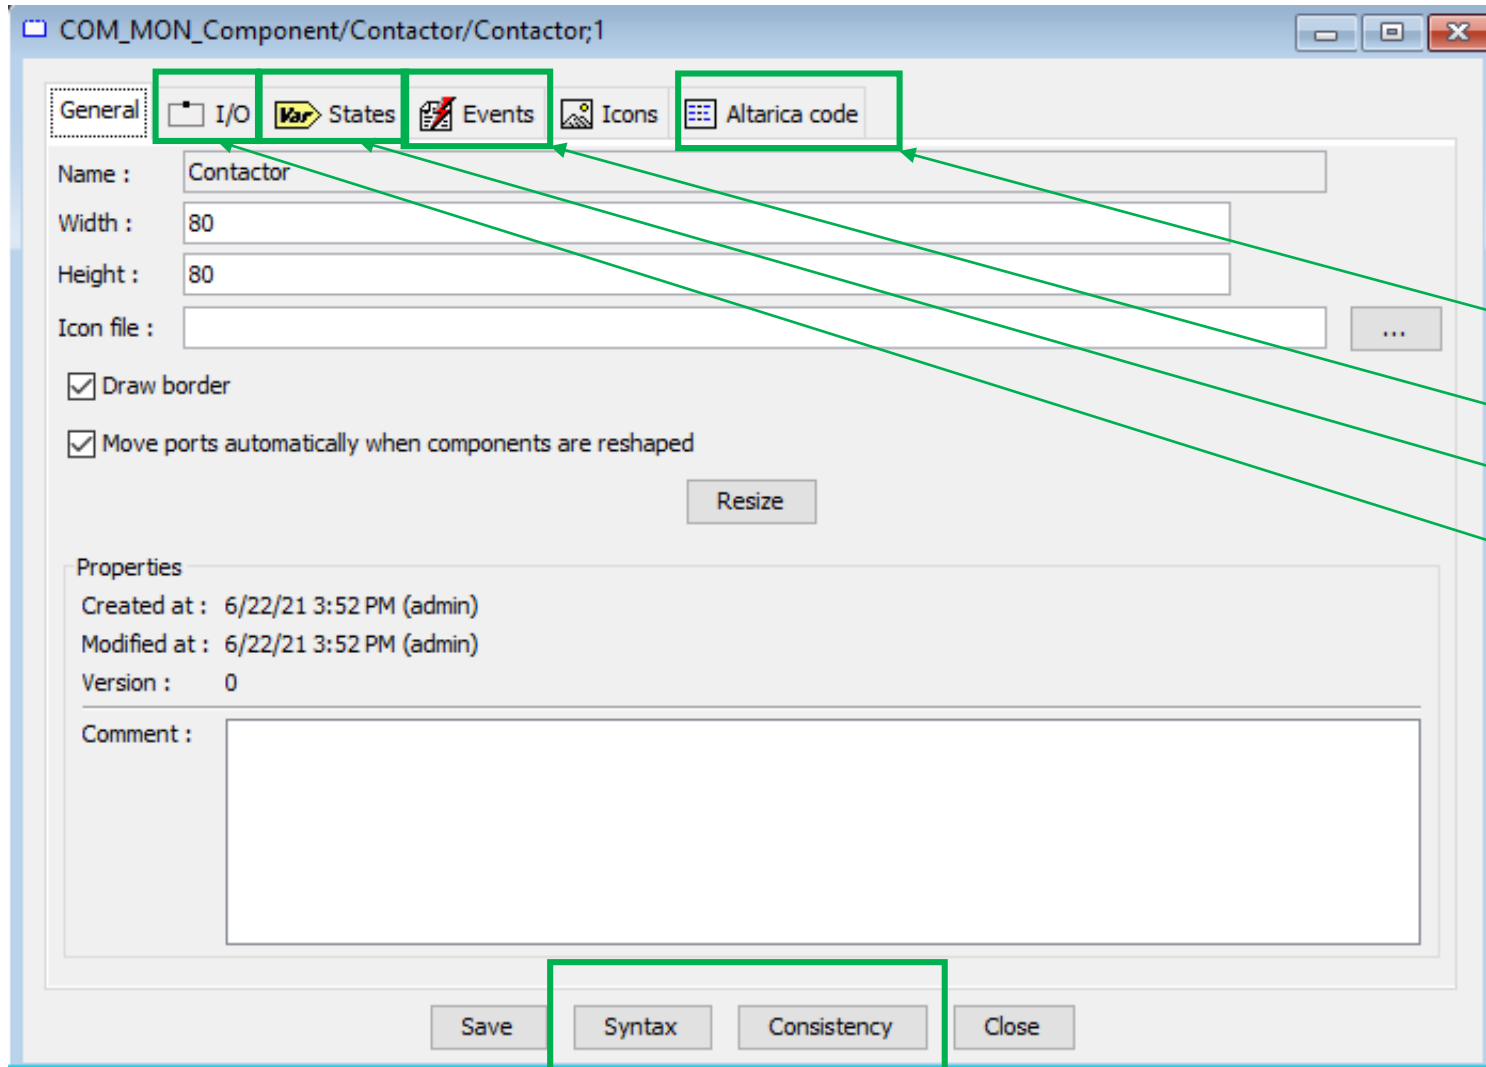 COM_MON_Component/Contactor/Contactor;1
General I/O Var States Events Icons Altarica code
Name : Contactor
Width : 80
Height : 80
Icon file : ...
Draw border
Move ports automatically when components are reshaped
Resize
Properties
Created at : 6/22/21 3:52 PM (admin)
Modified at : 6/22/21 3:52 PM (admin)
Version : 0
Comment :
Save Syntax Consistency Close